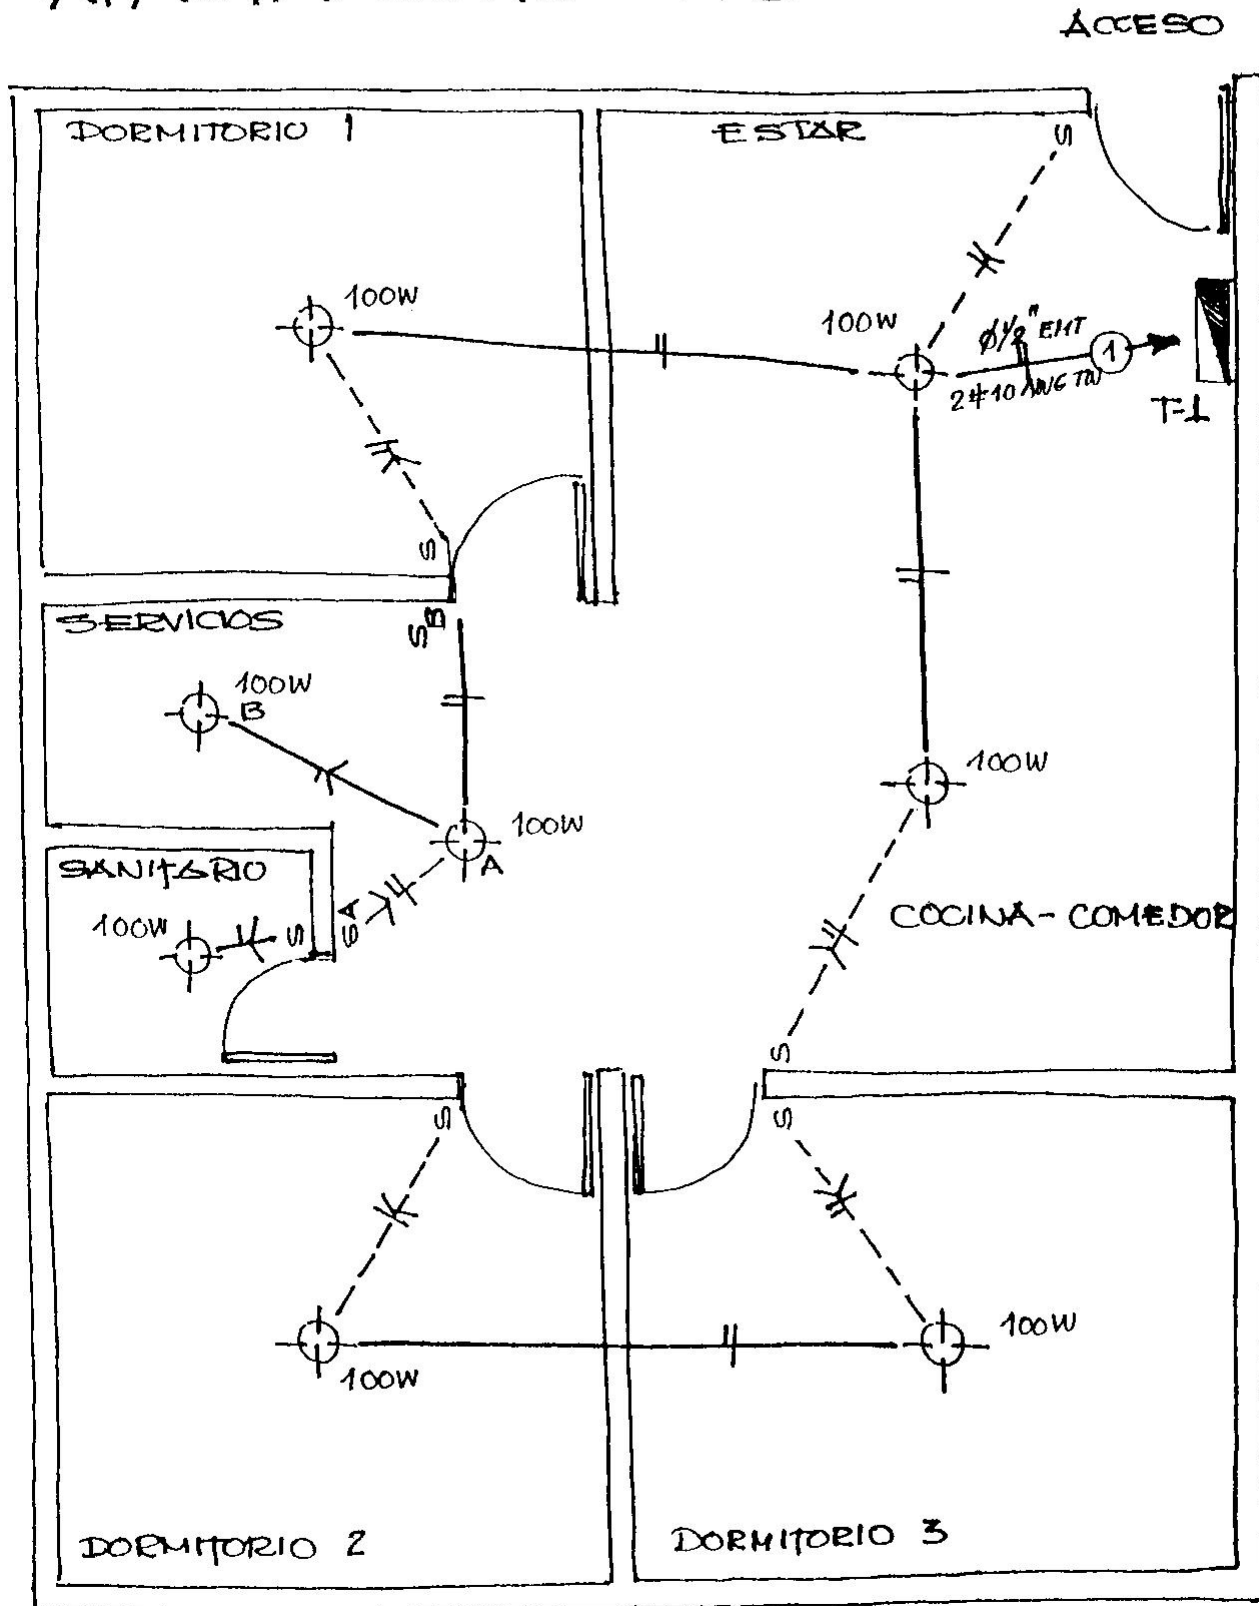 ACCESO
DORMITORIO 1
ESTAR
S
100W
100W
Ø1/2" EMT
1
2#10 AWG TW
T-1
S
SERVICIOS
SB
100W
B
100W
100W
A
SANITARIO
SA
100W
S
COCINA - COMEDOR
S
S
S
100W
100W
DORMITORIO 2
DORMITORIO 3